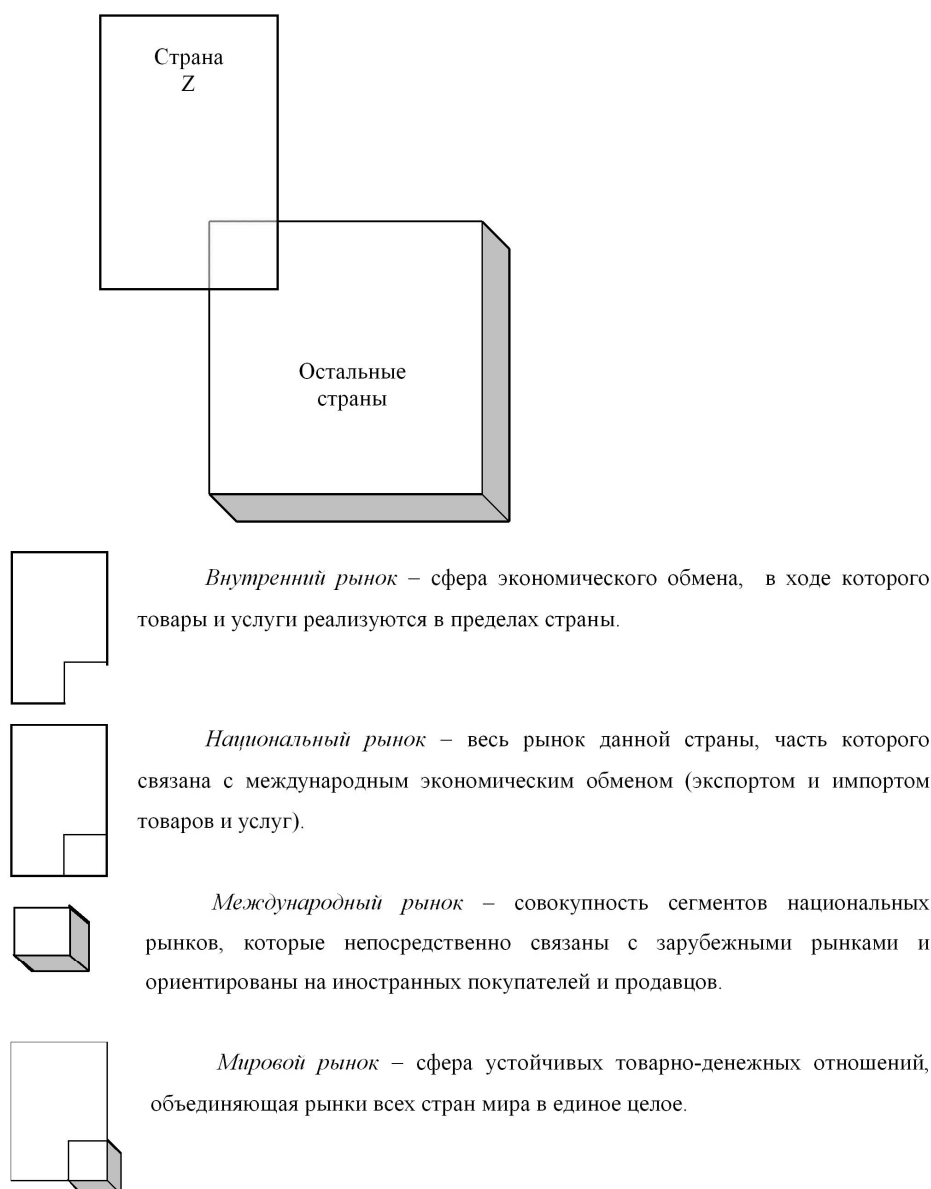 Страна
Z
Остальные
страны
Внутренний рынок – сфера экономического обмена, в ходе которого
товары и услуги реализуются в пределах страны.
Национальный рынок – весь рынок данной страны, часть которого
связана с международным экономическим обменом (экспортом и импортом
товаров и услуг).
Международный рынок – совокупность сегментов национальных
рынков, которые непосредственно связаны с зарубежными рынками и
ориентированы на иностранных покупателей и продавцов.
Мировой рынок – сфера устойчивых товарно-денежных отношений,
объединяющая рынки всех стран мира в единое целое.